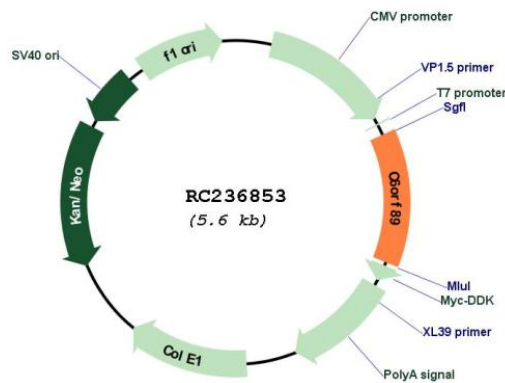 CMV promoter
VP1.5 primer
T7 promoter
SgfI
C6orf89
MluI
Myc-DDK
XL39 primer
PolyA signal
Col E1
Kan/Neo
SV40 ori
f1 ori
RC236853
(5.6 kb)